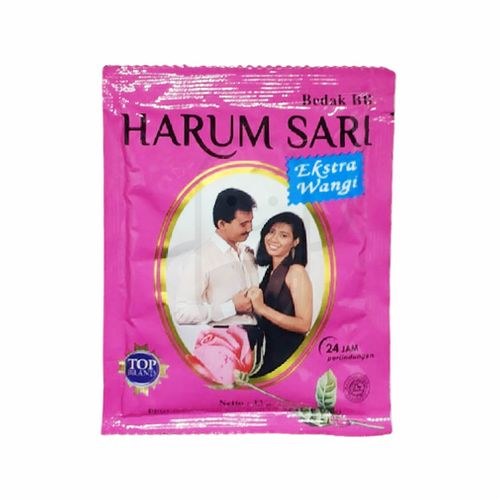 Bedak BB
HARUM SARI
Ekstra
Wangi
24 JAM
perlindungan
TOP
BRAND
Netto :